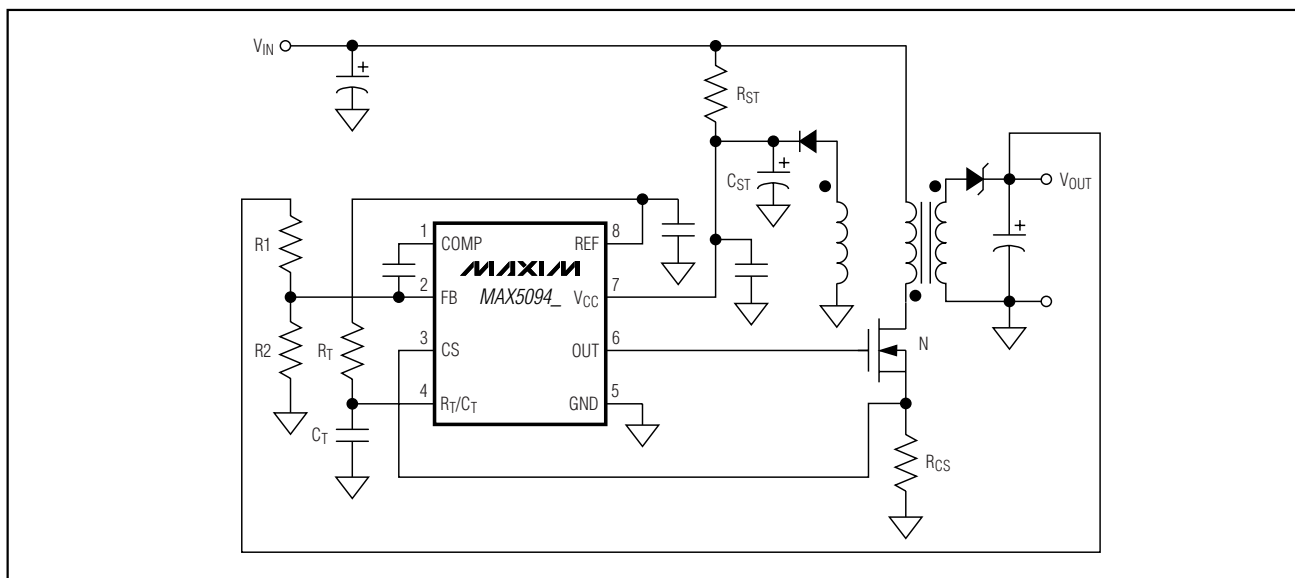 VIN
+
RST
+
CST
VOUT
+
R1
1
COMP
REF
8
MAXIM
MAX5094_
2
FB
VCC
7
R2
RT
3
CS
OUT
6
N
4
RT/CT
GND
5
CT
RCS